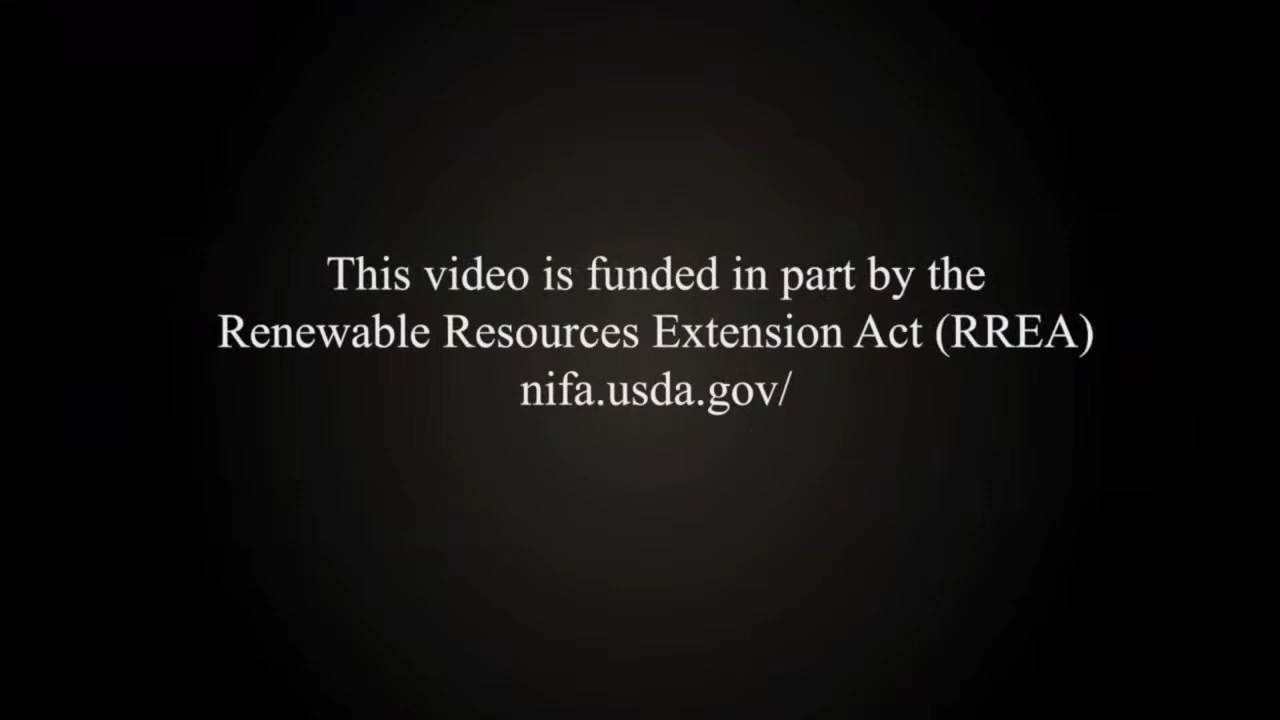 This video is funded in part by the
Renewable Resources Extension Act (RREA)
nifa.usda.gov/